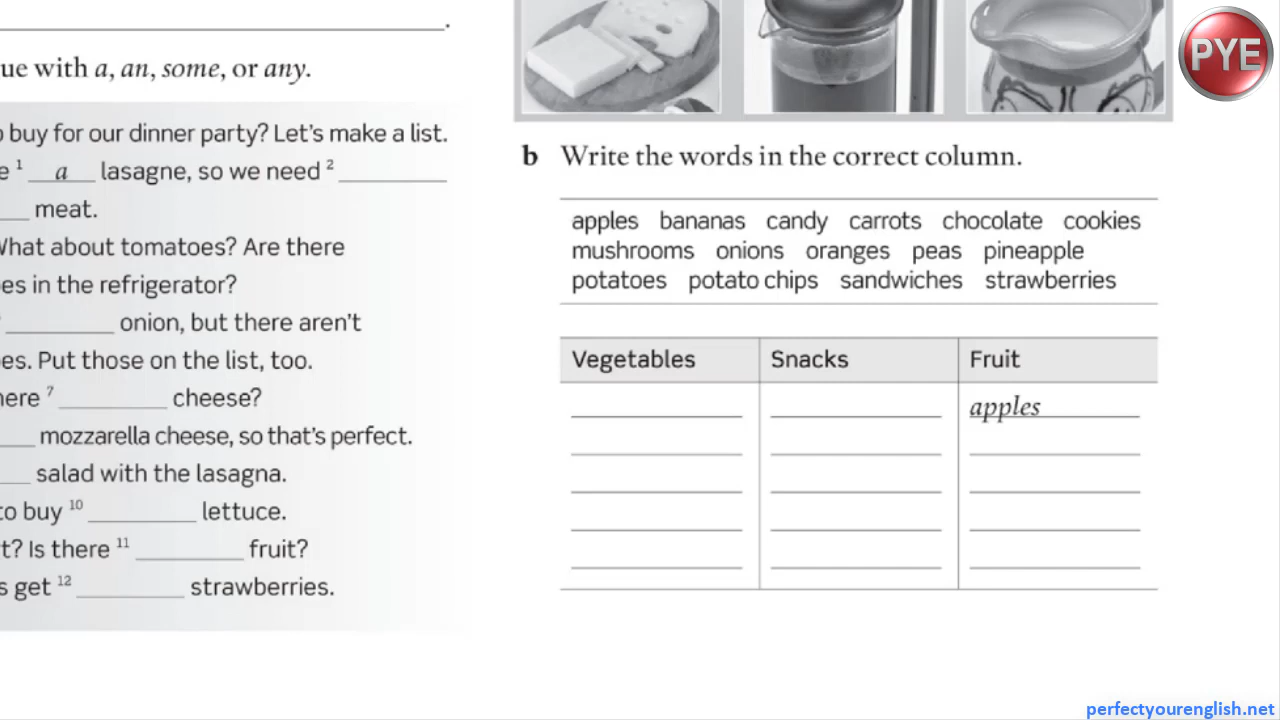 .
ue with a, an, some, or any.
o buy for our dinner party? Let's make a list.
e 1 a lasagne, so we need 2
meat.
What about tomatoes? Are there
es in the refrigerator?
onion, but there aren't
es. Put those on the list, too.
here 7 cheese?
mozzarella cheese, so that's perfect.
salad with the lasagna.
to buy 10 lettuce.
t? Is there 11 fruit?
s get 12 strawberries.
PYE
b Write the words in the correct column.
apples bananas candy carrots chocolate cookies
mushrooms onions oranges peas pineapple
potatoes potato chips sandwiches strawberries
Vegetables Snacks Fruit
apples
perfectyourenglish.net